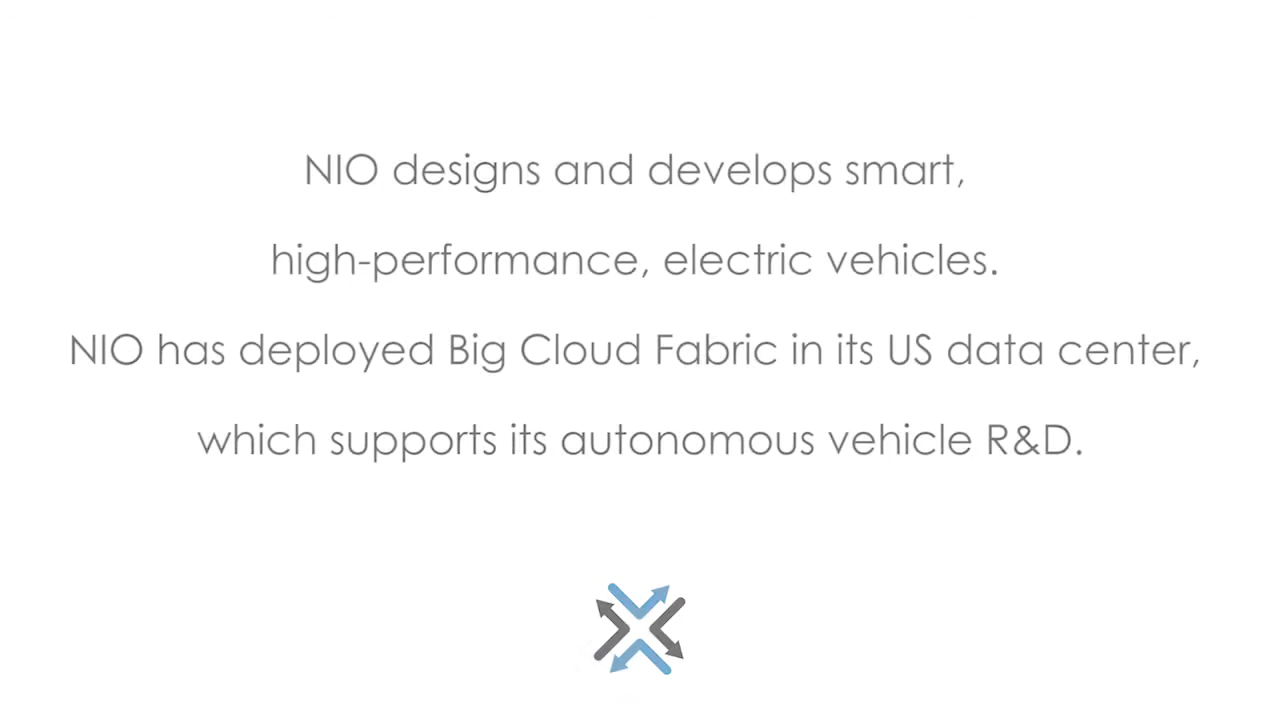 NIO designs and develops smart,
high-performance, electric vehicles.
NIO has deployed Big Cloud Fabric in its US data center,
which supports its autonomous vehicle R&D.